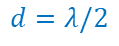 d = λ/2